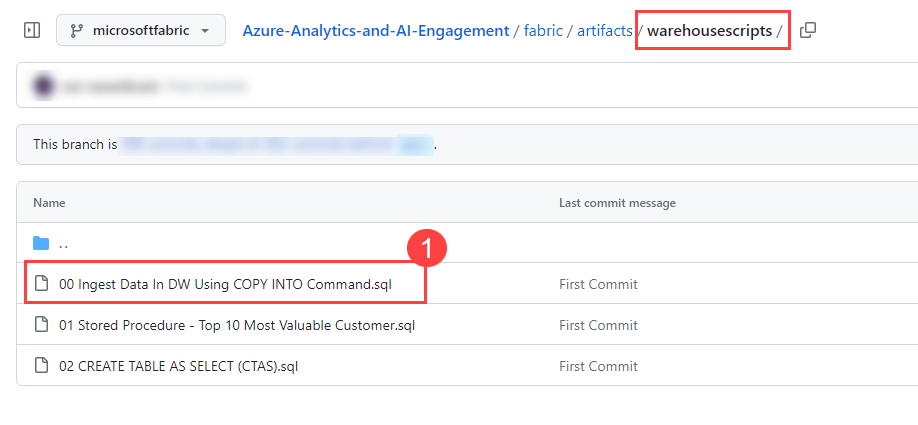 microsoftfabric Azure-Analytics-and-AI-Engagement / fabric / artifacts / warehousescripts /
This branch is .
Name Last commit message
..
1
00 Ingest Data In DW Using COPY INTO Command.sql First Commit
01 Stored Procedure - Top 10 Most Valuable Customer.sql First Commit
02 CREATE TABLE AS SELECT (CTAS).sql First Commit